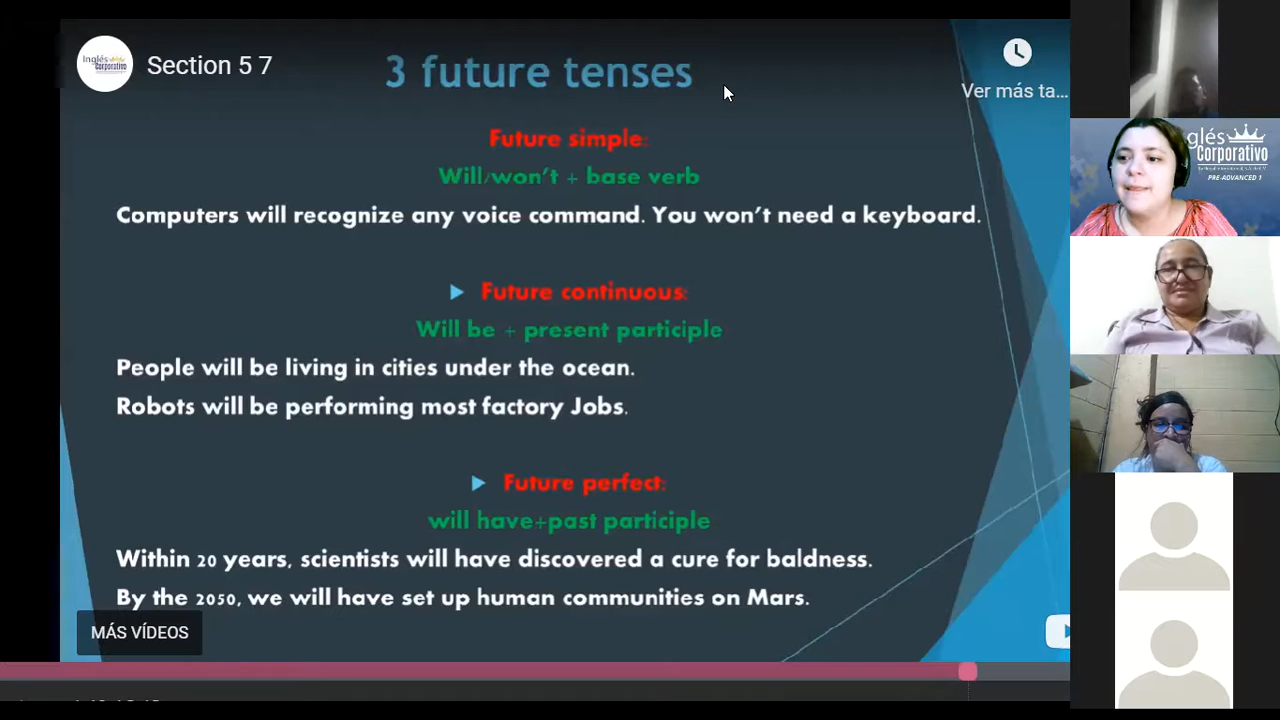 Inglés
Corporativo
Section 5 7
3 future tenses
Ver más ta...
Future simple:
Will/won't + base verb
Computers will recognize any voice command. You won't need a keyboard.
Future continuous:
Will be + present participle
People will be living in cities under the ocean.
Robots will be performing most factory Jobs.
Future perfect:
will have+past participle
Within 20 years, scientists will have discovered a cure for baldness.
By the 2050, we will have set up human communities on Mars.
MÁS VÍDEOS
glés
Corporativo
PRE-ADVANCED 1